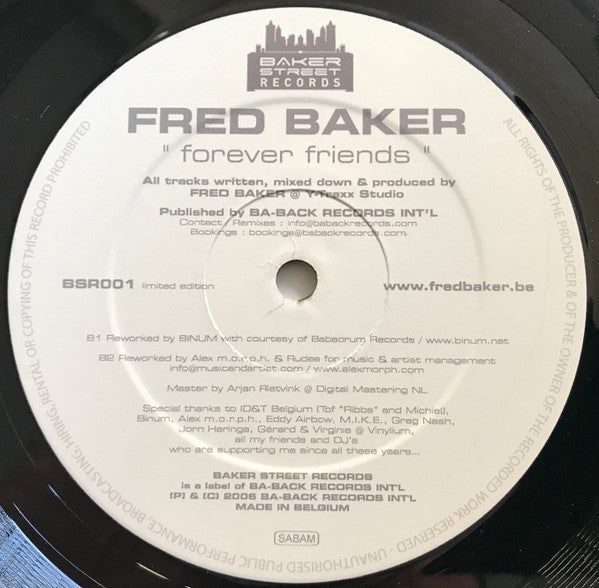 BAKER
STREET
RECORDS
FRED BAKER
" forever friends "
All tracks written, mixed down & produced by
FRED BAKER @ Y-Traxx Studio
Published by BA-BACK RECORDS INT'L
Contact / Remixes : info@babackrecords.com
Bookings : bookings@babackrecords.com
BSR001 limited edition
www.fredbaker.be
B1 Reworked by BINUM with courtesy of Babaorum Records / www.binum.net
B2 Reworked by Alex m.o.r.p.h. & Rudes for music & artist management
info@musicandartist.com / www.alexmorph.com
Master by Arjan Rietvink @ Digital Mastering NL
Special thanks to ID&T Belgium (Tof "Ribbs" and Michiel),
Binum, Alex m.o.r.p.h., Eddy Airbow, M.I.K.E., Greg Nash,
Jorn Heringa, Gérard & Virginie @ Vinylium,
all my friends and DJ's
who are supporting me since all these years...
BAKER STREET RECORDS
is a label of BA-BACK RECORDS INT'L
(P) & (C) 2006 BA-BACK RECORDS INT'L
MADE IN BELGIUM
SABAM
ALL RIGHTS OF THE PRODUCER & OF THE OWNER OF THE RECORDED WORK RESERVED - UNAUTHORISED PUBLIC PERFORMANCE, BROADCASTING HIRING RENTAL OR COPYING OF THIS RECORD PROHIBITED